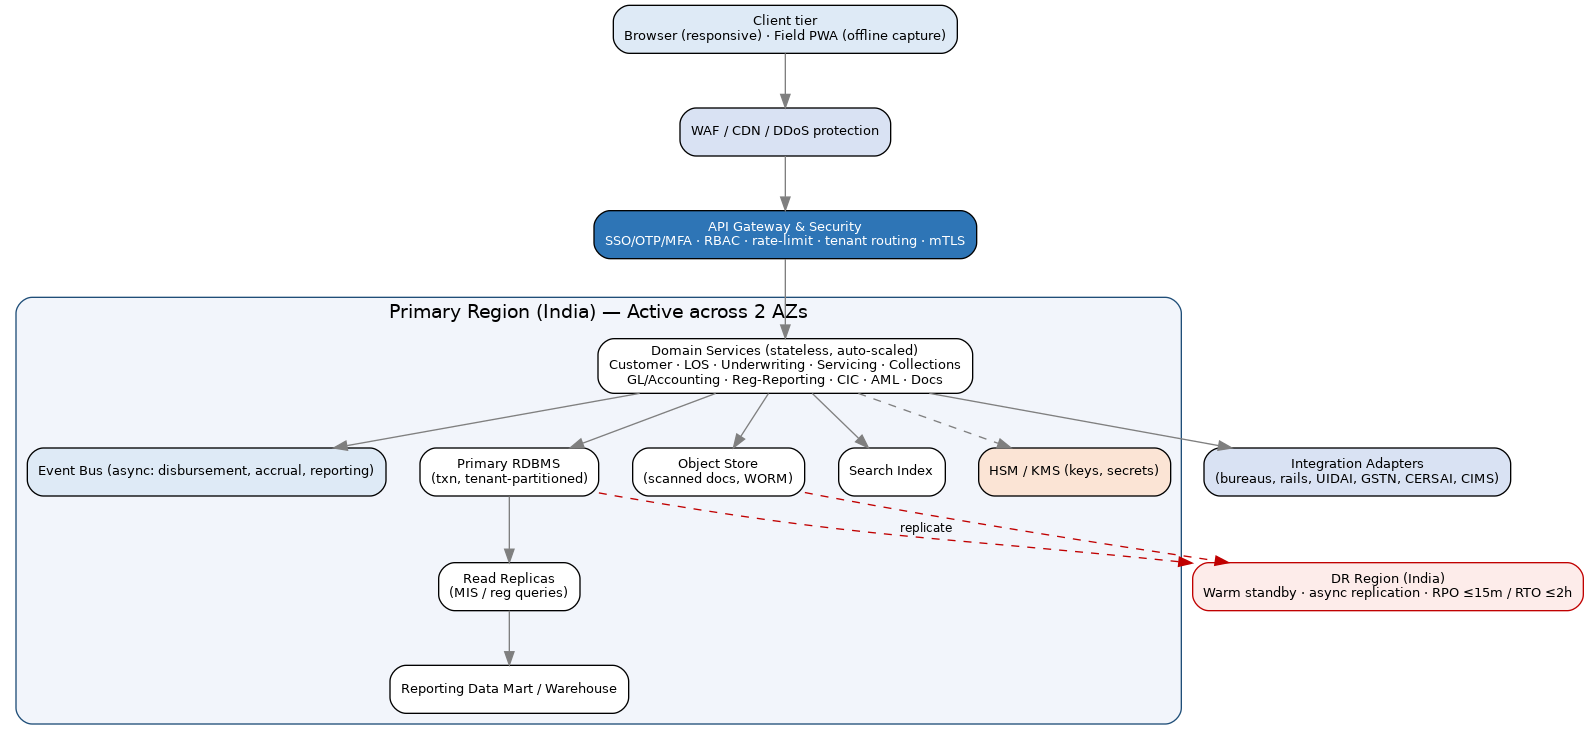 Client tier
Browser (responsive) · Field PWA (offline capture)
WAF / CDN / DDoS protection
API Gateway & Security
SSO/OTP/MFA · RBAC · rate-limit · tenant routing · mTLS
Primary Region (India) — Active across 2 AZs
Domain Services (stateless, auto-scaled)
Customer · LOS · Underwriting · Servicing · Collections
GL/Accounting · Reg-Reporting · CIC · AML · Docs
Event Bus (async: disbursement, accrual, reporting)
Primary RDBMS
(txn, tenant-partitioned)
Object Store
(scanned docs, WORM)
Search Index
HSM / KMS (keys, secrets)
Integration Adapters
(bureaus, rails, UIDAI, GSTN, CERSAI, CIMS)
replicate
Read Replicas
(MIS / reg queries)
DR Region (India)
Warm standby · async replication · RPO ≤15m / RTO ≤2h
Reporting Data Mart / Warehouse